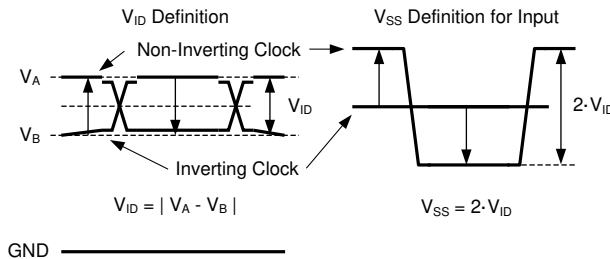 V_ID Definition
V_SS Definition for Input
Non-Inverting Clock
V_A
V_B
V_ID
2·V_ID
Inverting Clock
V_ID = | V_A - V_B |
V_SS = 2·V_ID
GND